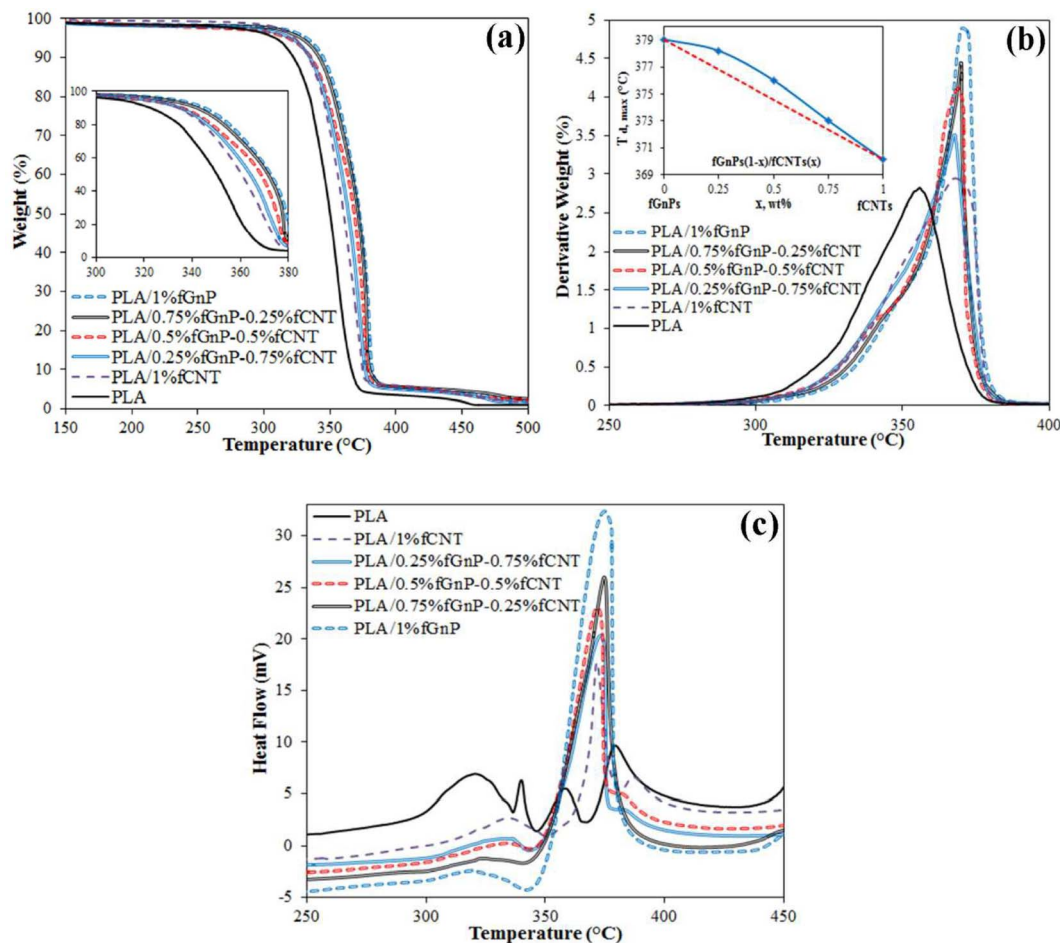 (a)
Weight (%)
100
90
80
70
60
50
40
30
20
10
0
100
80
60
40
20
0
300 320 340 360 380
PLA/1%fGnP
PLA/0.75%fGnP-0.25%fCNT
PLA/0.5%fGnP-0.5%fCNT
PLA/0.25%fGnP-0.75%fCNT
PLA/1%fCNT
PLA
150 200 250 300 350 400 450 500
Temperature (°C)
(b)
Derivative Weight (%)
5
4.5
4
3.5
3
2.5
2
1.5
1
0.5
0
T d, max (°C)
379
377
375
373
371
369
fGnPs(1-x)/fCNTs(x)
0 0.25 0.5 0.75 1
fGnPs x, wt% fCNTs
PLA/1%fGnP
PLA/0.75%fGnP-0.25%fCNT
PLA/0.5%fGnP-0.5%fCNT
PLA/0.25%fGnP-0.75%fCNT
PLA/1%fCNT
PLA
250 300 350 400
Temperature (°C)
(c)
Heat Flow (mV)
30
25
20
15
10
5
0
-5
PLA
PLA/1%fCNT
PLA/0.25%fGnP-0.75%fCNT
PLA/0.5%fGnP-0.5%fCNT
PLA/0.75%fGnP-0.25%fCNT
PLA/1%fGnP
250 300 350 400 450
Temperature (°C)